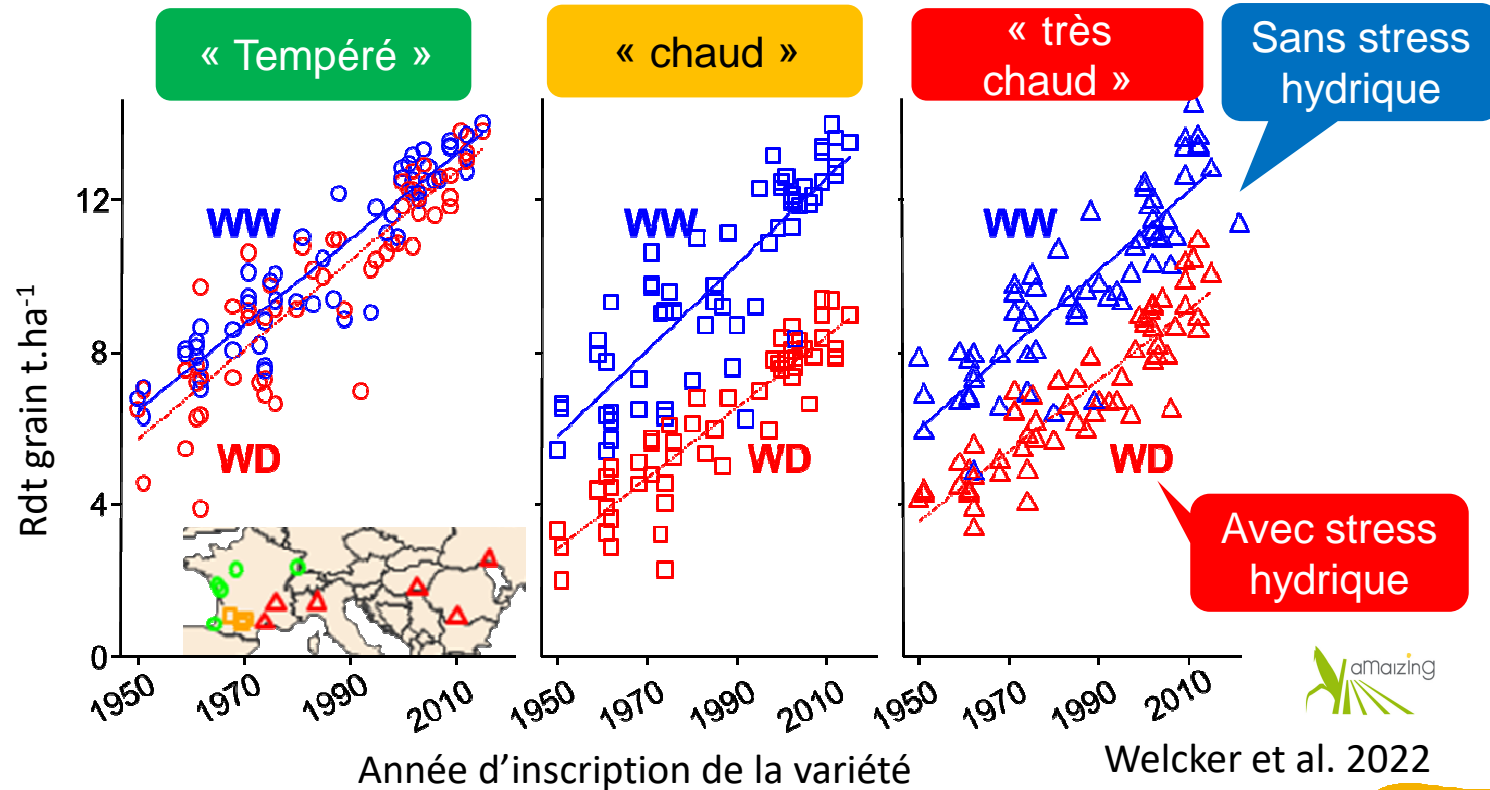 « Tempéré »
« chaud »
« très
chaud »
Sans stress
hydrique
Rdt grain t.ha-1
12
8
4
0
WW
WD
WW
WD
WW
WD
Avec stress
hydrique
1950 1970 1990 2010
1950 1970 1990 2010
1950 1970 1990 2010
amaizing
Année d’inscription de la variété
Welcker et al. 2022